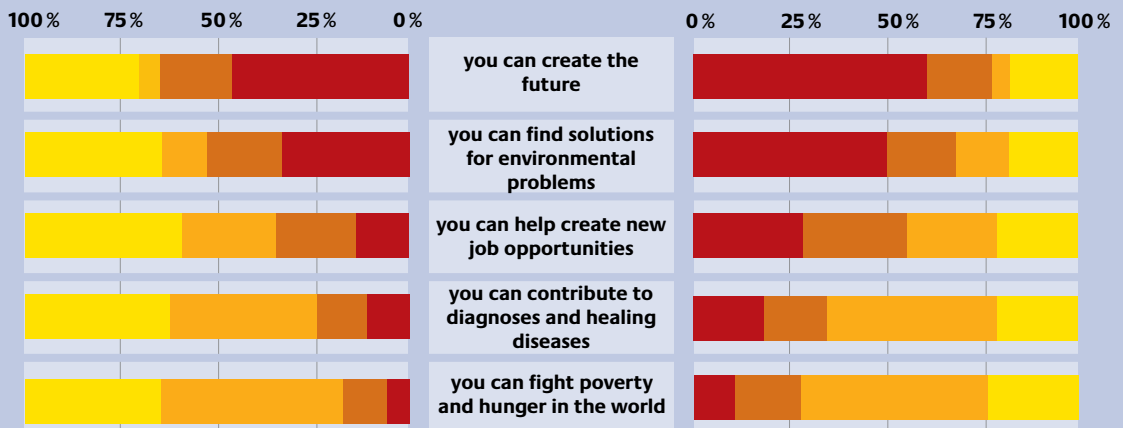 100 % 75 % 50 % 25 % 0 % 0 % 25 % 50 % 75 % 100 %
you can create the
future
you can find solutions
for environmental
problems
you can help create new
job opportunities
you can contribute to
diagnoses and healing
diseases
you can fight poverty
and hunger in the world